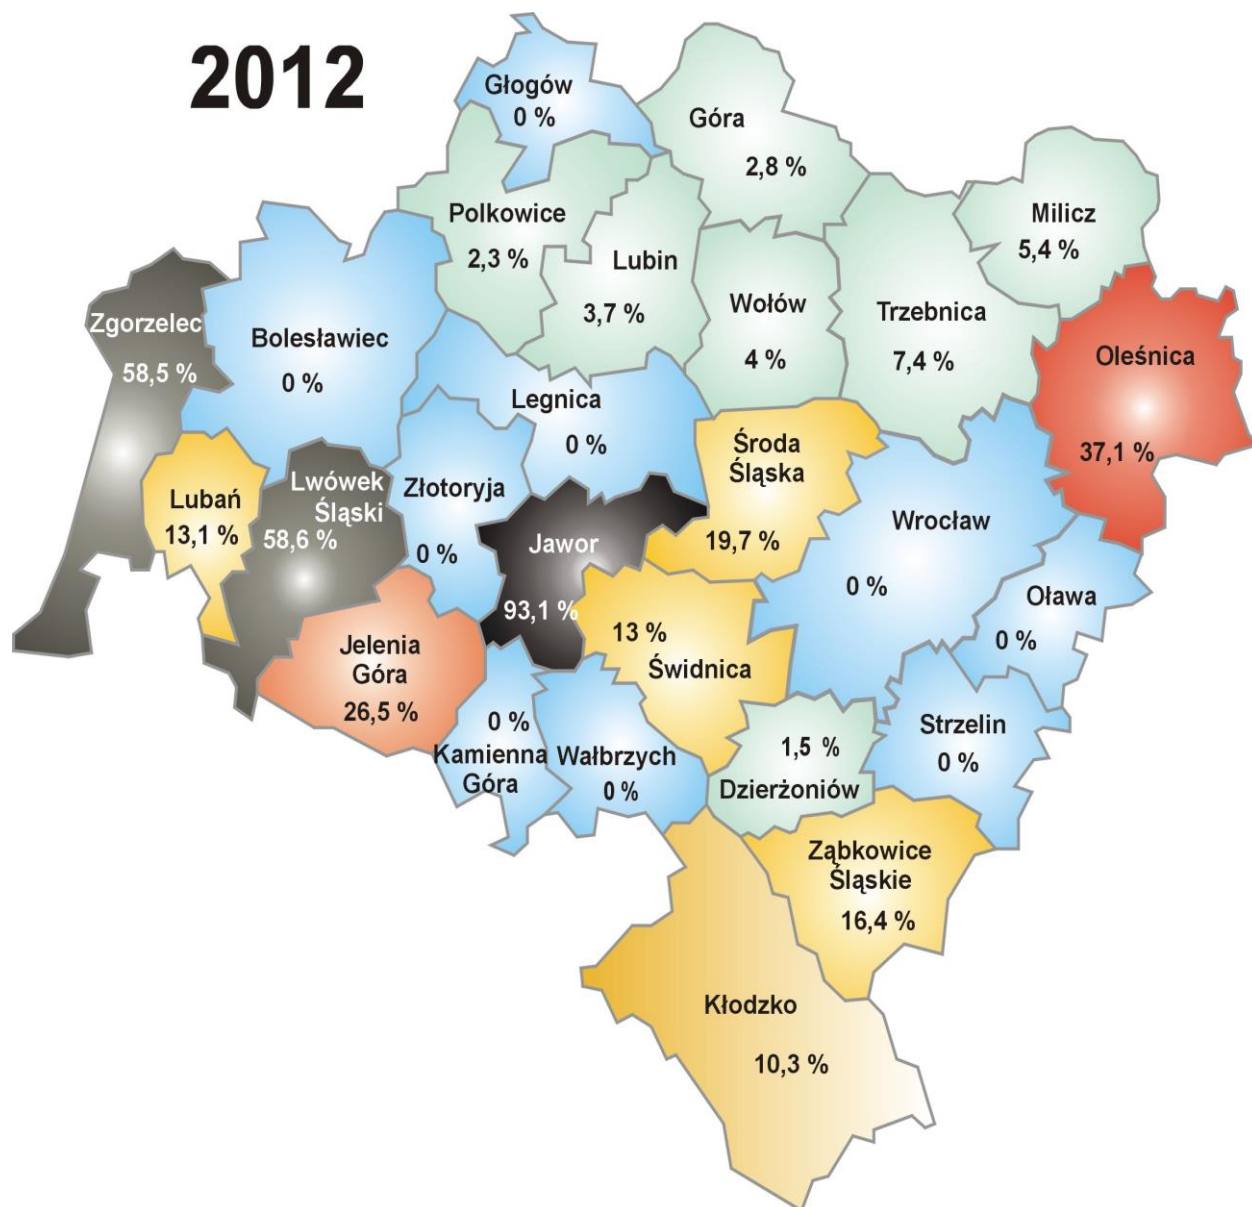 2012
Głogów
0 %
Góra
2,8 %
Polkowice
2,3 %
Lubin
3,7 %
Wołów
4 %
Trzebnica
7,4 %
Milicz
5,4 %
Zgorzelec
58,5 %
Bolesławiec
0 %
Legnica
0 %
Oleśnica
37,1 %
Lubań
13,1 %
Lwówek
Śląski
58,6 %
Złotoryja
0 %
Jawor
93,1 %
Środa
Śląska
19,7 %
Wrocław
0 %
Oława
0 %
Jelenia
Góra
26,5 %
13 %
Świdnica
0 %
Kamienna
Góra
Wałbrzych
0 %
1,5 %
Dzierżoniów
Strzelin
0 %
Ząbkowice
Śląskie
16,4 %
Kłodzko
10,3 %